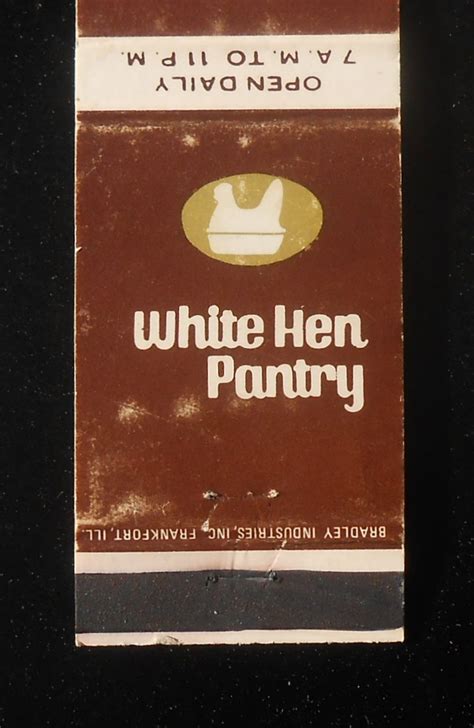 OPEN DAILY
7 A.M. TO 11 P.M.
White Hen
Pantry
BRADLEY INDUSTRIES, INC. FRANKFORT, ILL.